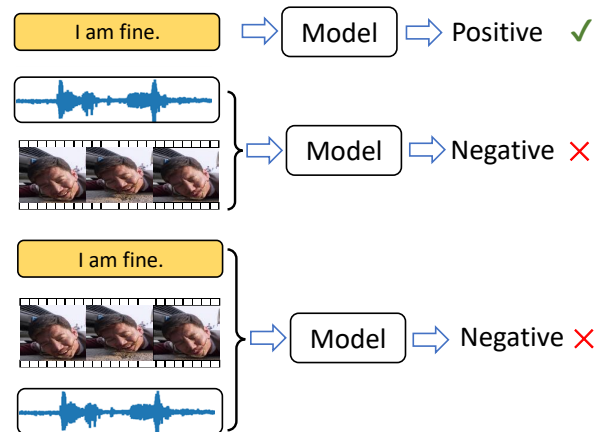 I am fine.
Model
Positive
Model
Negative
I am fine.
Model
Negative